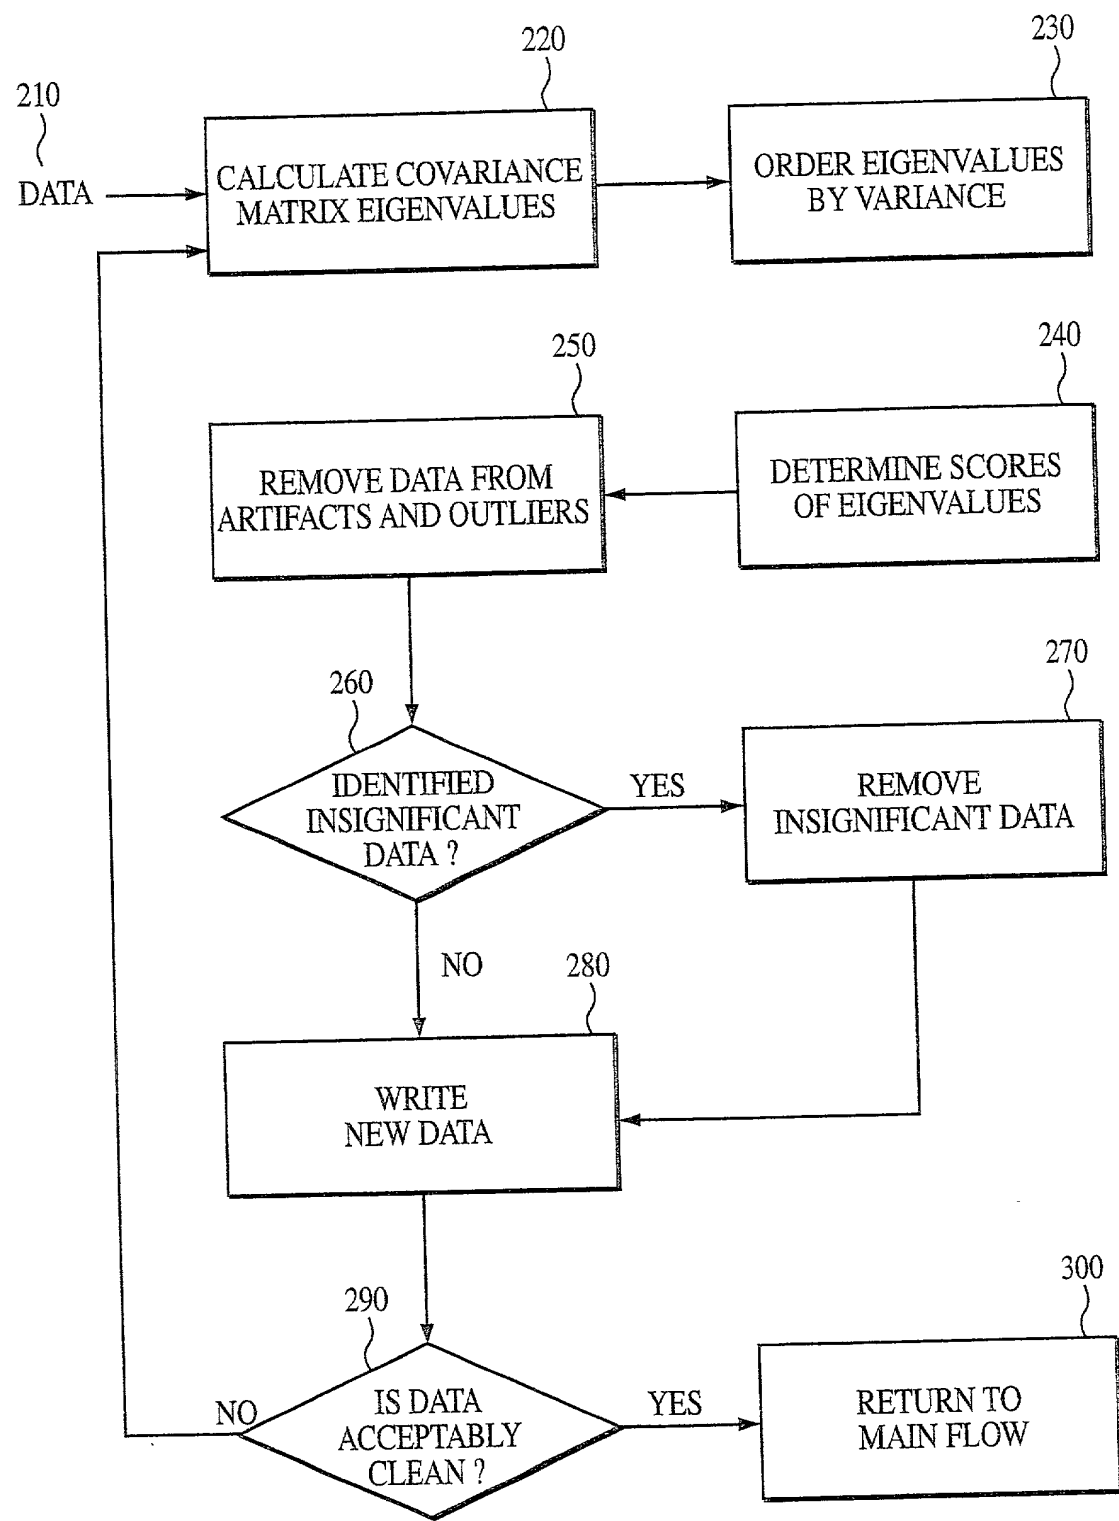 210
DATA
220
CALCULATE COVARIANCE
MATRIX EIGENVALUES
230
ORDER EIGENVALUES
BY VARIANCE
240
DETERMINE SCORES
OF EIGENVALUES
250
REMOVE DATA FROM
ARTIFACTS AND OUTLIERS
260
IDENTIFIED
INSIGNIFICANT
DATA ?
YES
270
REMOVE
INSIGNIFICANT DATA
NO
280
WRITE
NEW DATA
290
IS DATA
ACCEPTABLY
CLEAN ?
NO
YES
300
RETURN TO
MAIN FLOW